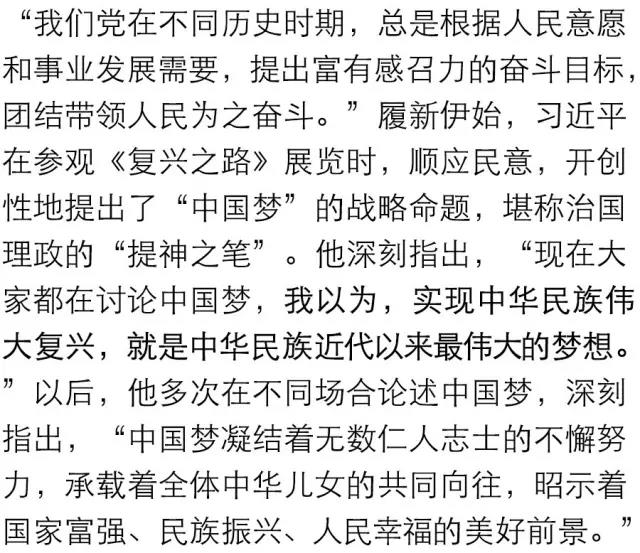 “我们党在不同历史时期，总是根据人民意愿
和事业发展需要，提出富有感召力的奋斗目标，
团结带领人民为之奋斗。”履新伊始，习近平
在参观《复兴之路》展览时，顺应民意，开创
性地提出了“中国梦”的战略命题，堪称治国
理政的“提神之笔”。他深刻指出，“现在大
家都在讨论中国梦，我以为，实现中华民族伟
大复兴，就是中华民族近代以来最伟大的梦想。
”以后，他多次在不同场合论述中国梦，深刻
指出，“中国梦凝结着无数仁人志士的不懈努
力，承载着全体中华儿女的共同向往，昭示着
国家富强、民族振兴、人民幸福的美好前景。”